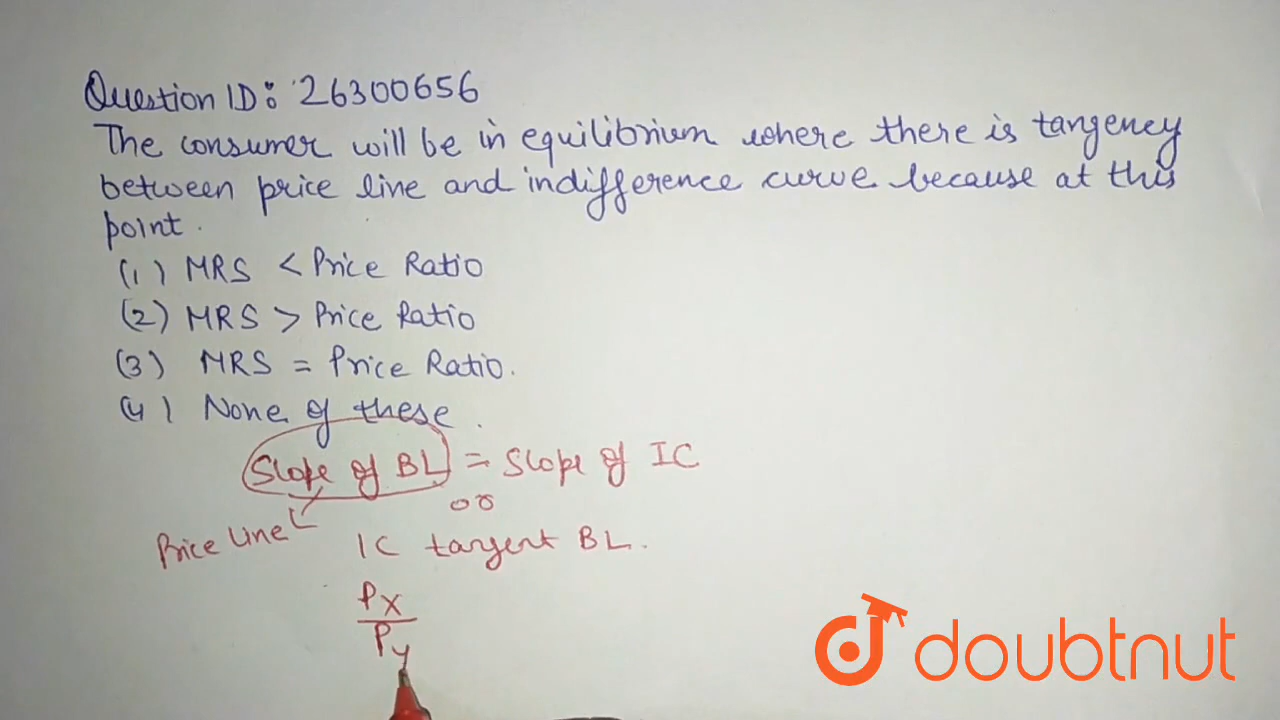 Question ID: 26300656
The consumer will be in equilibrium where there is tangency
between price line and indifference curve because at this
point.
(1) MRS < Price Ratio
(2) MRS > Price Ratio
(3) MRS = Price Ratio.
(4) None of these.
Slope of BL = Slope of IC
or
Price Line
IC tangent BL.
Px
Py
doubtnut